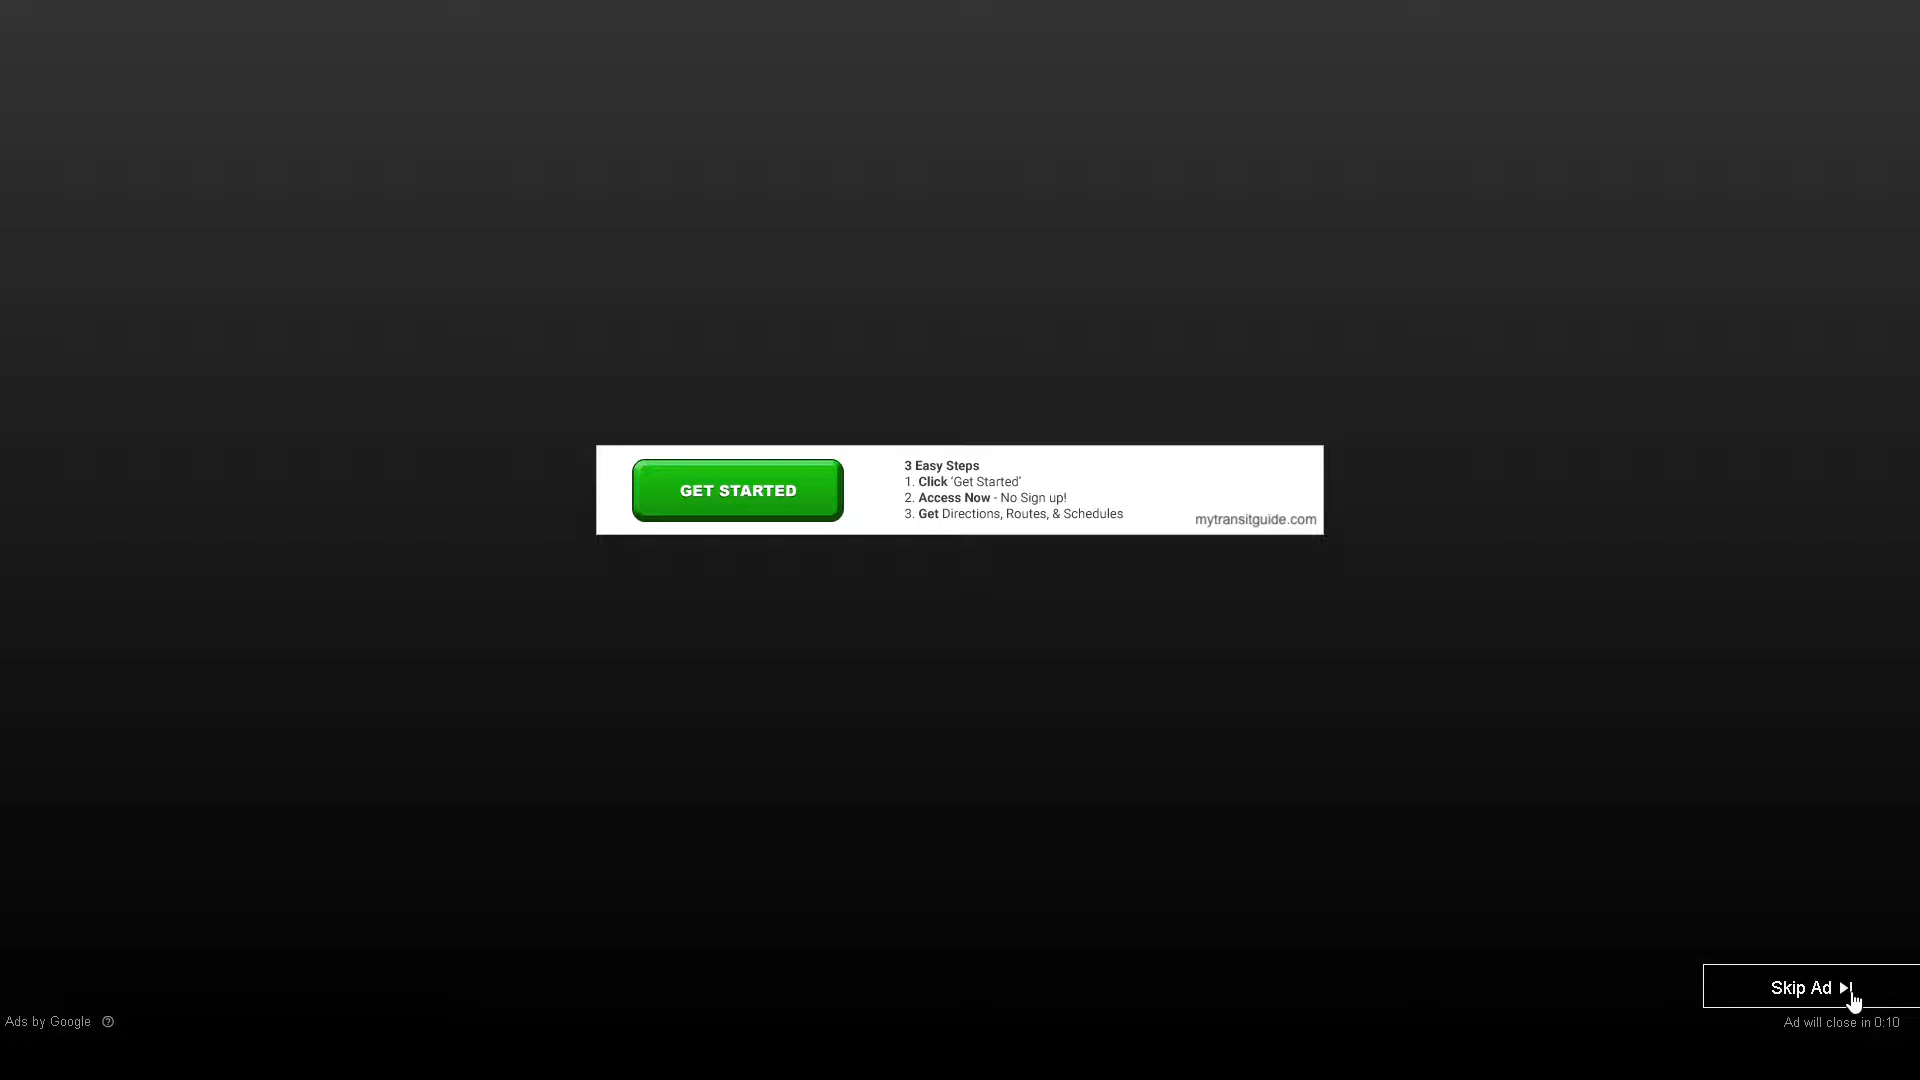 GET STARTED
3 Easy Steps
1. Click ‘Get Started’
2. Access Now - No Sign up!
3. Get Directions, Routes, & Schedules
mytransitguide.com
Skip Ad
Ads by Google
Ad will close in 0:10